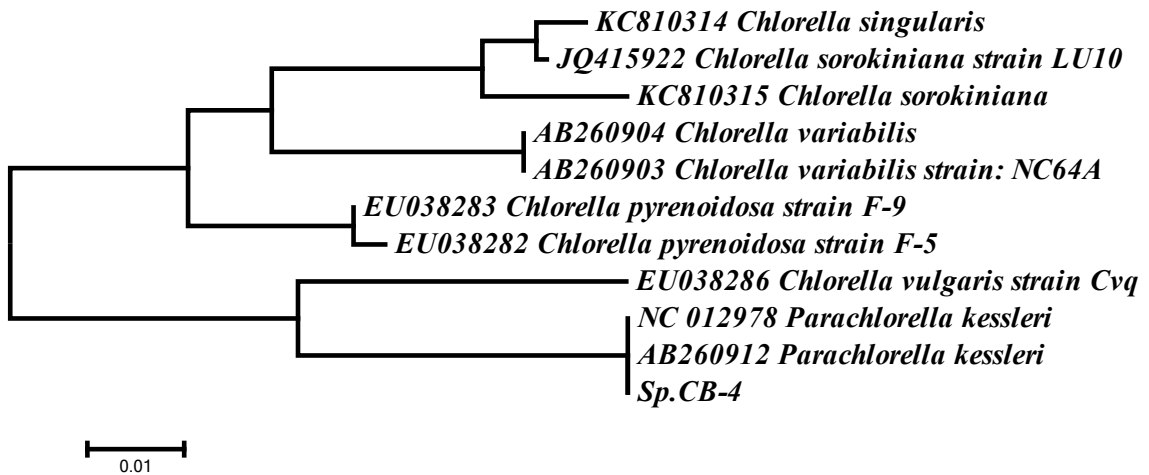 KC810314 Chlorella singularis
JQ415922 Chlorella sorokiniana strain LU10
KC810315 Chlorella sorokiniana
AB260904 Chlorella variabilis
AB260903 Chlorella variabilis strain: NC64A
EU038283 Chlorella pyrenoidosa strain F-9
EU038282 Chlorella pyrenoidosa strain F-5
EU038286 Chlorella vulgaris strain Cvq
NC 012978 Parachlorella kessleri
AB260912 Parachlorella kessleri
Sp.CB-4
0.01